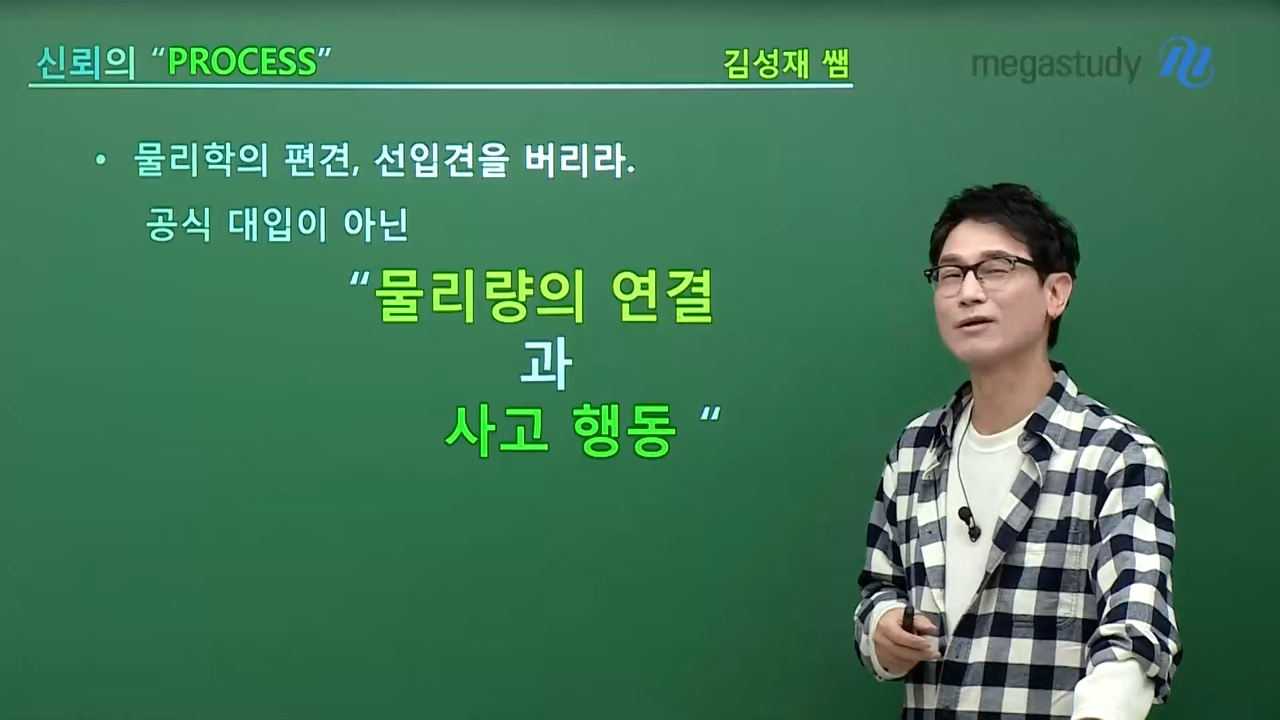 신뢰의 “PROCESS”
김성재 쌤
megastudy
• 물리학의 편견, 선입견을 버리라.
공식 대입이 아닌
“물리량의 연결
과
사고 행동 “